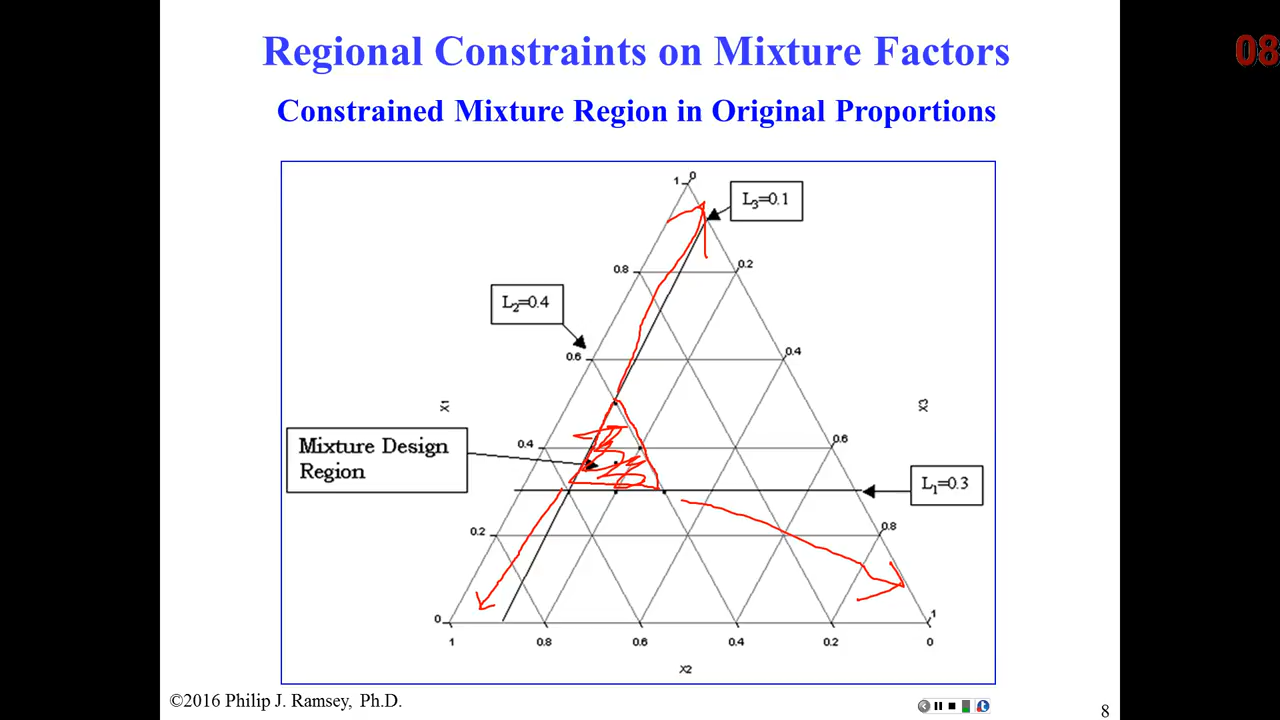 Regional Constraints on Mixture Factors
08
Constrained Mixture Region in Original Proportions
1 0
L3=0.1
0.8 0.2
L2=0.4
0.6 0.4
X1 X3
Mixture Design
Region
0.4 0.6
L1=0.3
0.2 0.8
0 1
1 0.8 0.6 0.4 0.2 0
X2
©2016 Philip J. Ramsey, Ph.D.
8